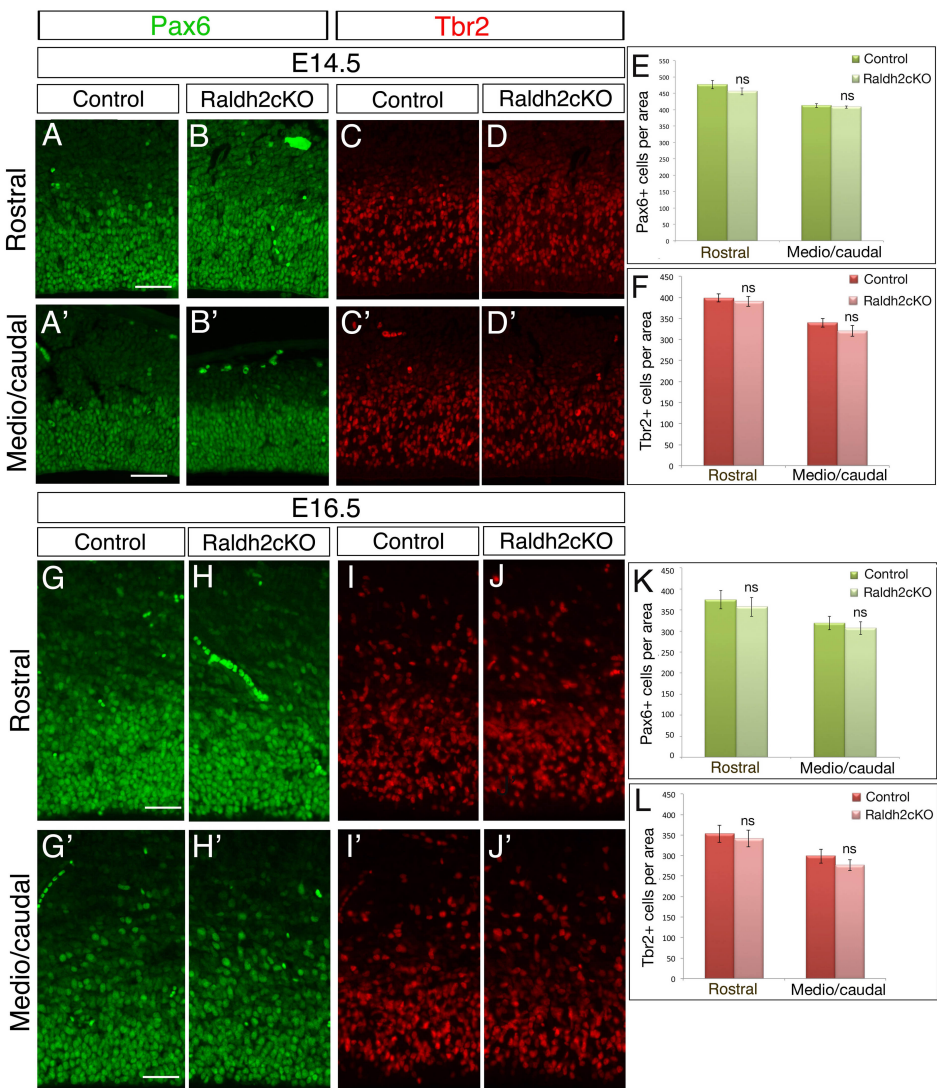 Pax6
Tbr2
E14.5
Control
Raldh2cKO
Control
Raldh2cKO
Rostral
A
B
C
D
Medio/caudal
A'
B'
C'
D'
E
Control
Raldh2cKO
Pax6+ cells per area
550
500
450
400
350
300
250
200
150
100
50
0
ns
ns
Rostral
Medio/caudal
F
Control
Raldh2cKO
Tbr2+ cells per area
450
400
350
300
250
200
150
100
50
0
ns
ns
Rostral
Medio/caudal
E16.5
Control
Raldh2cKO
Control
Raldh2cKO
Rostral
G
H
I
J
Medio/caudal
G'
H'
I'
J'
K
Control
Raldh2cKO
Pax6+ cells per area
450
400
350
300
250
200
150
100
50
0
ns
ns
Rostral
Medio/caudal
L
Control
Raldh2cKO
Tbr2+ cells per area
450
400
350
300
250
200
150
100
50
0
ns
ns
Rostral
Medio/caudal